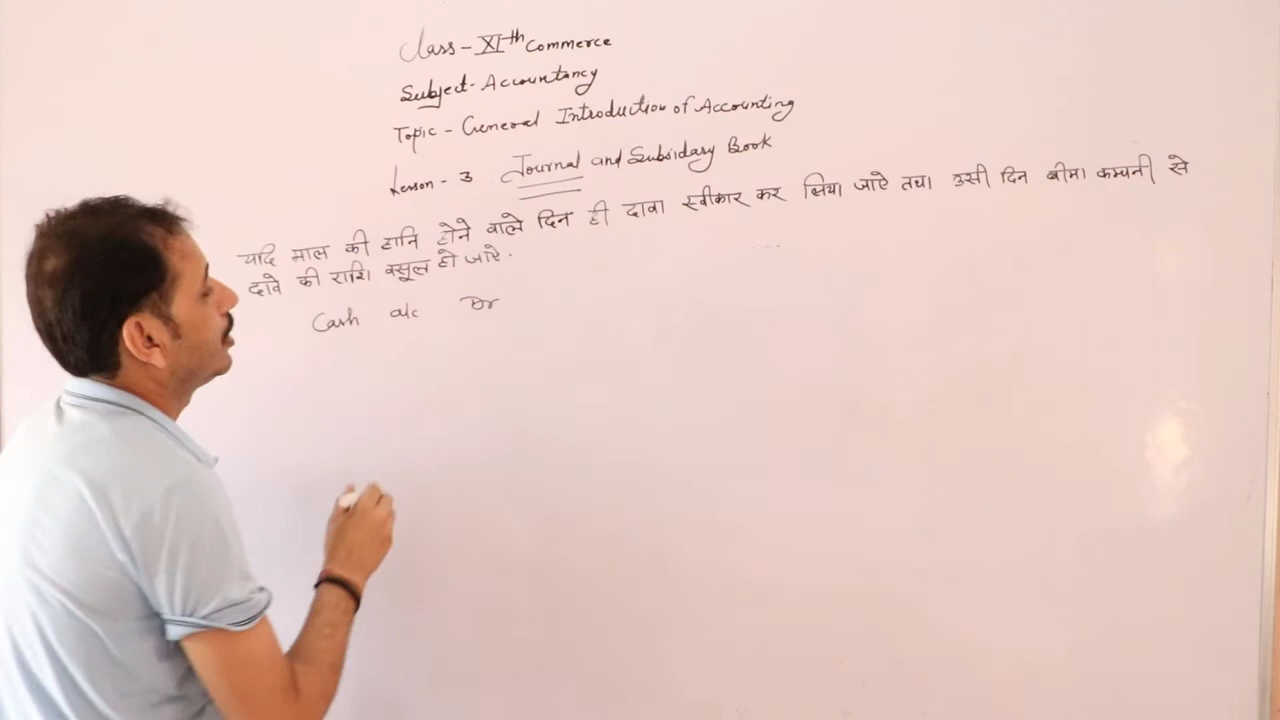 Class - XIth Commerce
Subject - Accountancy
Topic - General Introduction of Accounting
Lesson - 3 Journal and Subsidary Book
यदि माल की हानि होने वाले दिन ही दावा स्वीकार कर लिया जाऐ तथा उसी दिन बीमा कम्पनी से
दावे की राशि वसूल हो जाऐ.
Cash a/c Dr